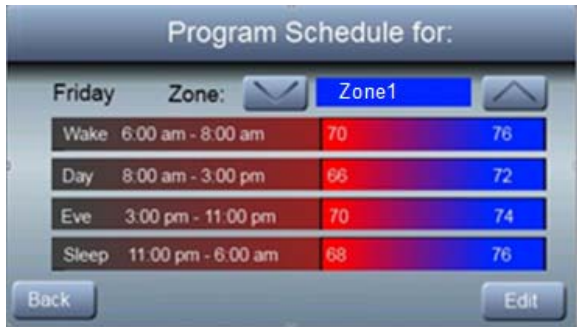 Program Schedule for:
Friday Zone: Zone1
Wake 6:00 am - 8:00 am 70 76
Day 8:00 am - 3:00 pm 66 72
Eve 3:00 pm - 11:00 pm 70 74
Sleep 11:00 pm - 6:00 am 68 76
Back Edit